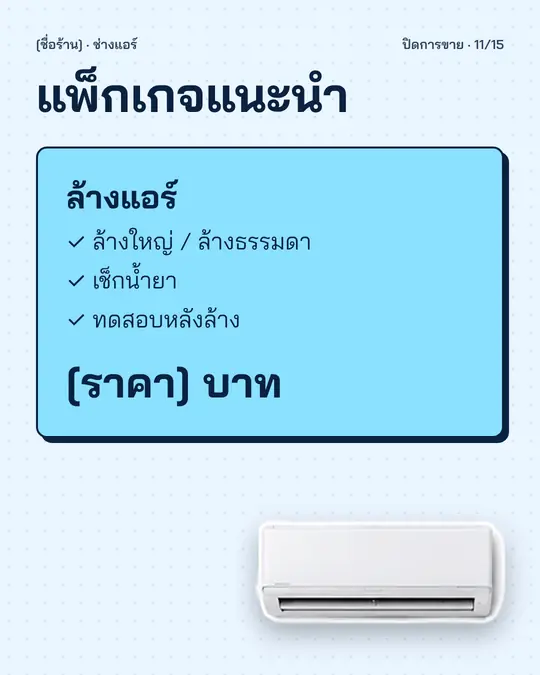 [ชื่อร้าน] · ช่างแอร์
ปิดการขาย · 11/15
แพ็กเกจแนะนำ
ล้างแอร์
✓ ล้างใหญ่ / ล้างธรรมดา
✓ เช็กน้ำยา
✓ ทดสอบหลังล้าง
[ราคา] บาท